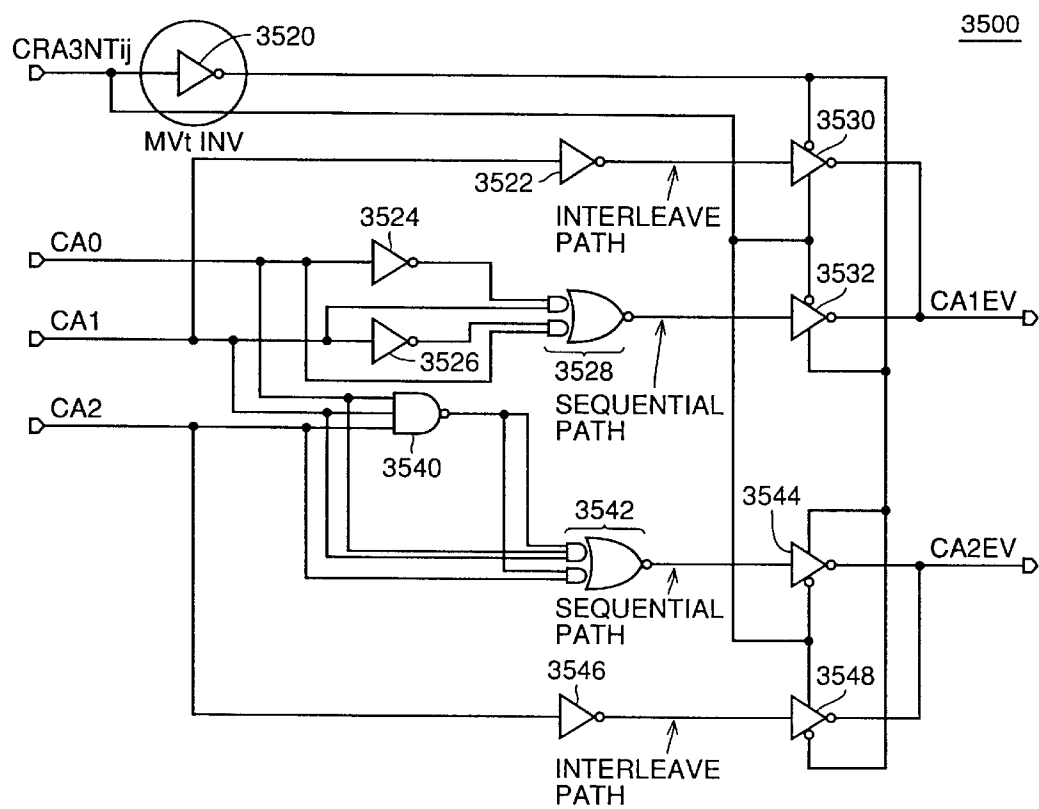 3500
CRA3NTij
3520
MVt INV
3530
3522
INTERLEAVE
PATH
CA0
3524
3532
CA1EV
CA1
3526
3528
SEQUENTIAL
PATH
CA2
3540
3542
3544
CA2EV
SEQUENTIAL
PATH
3546
3548
INTERLEAVE
PATH